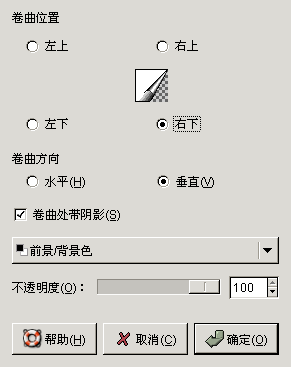 卷曲位置
左上 右上
左下 右下
卷曲方向
水平(H) 垂直(V)
卷曲处带阴影(S)
前景/背景色
不透明度(O)： 100
帮助(H) 取消(C) 确定(O)